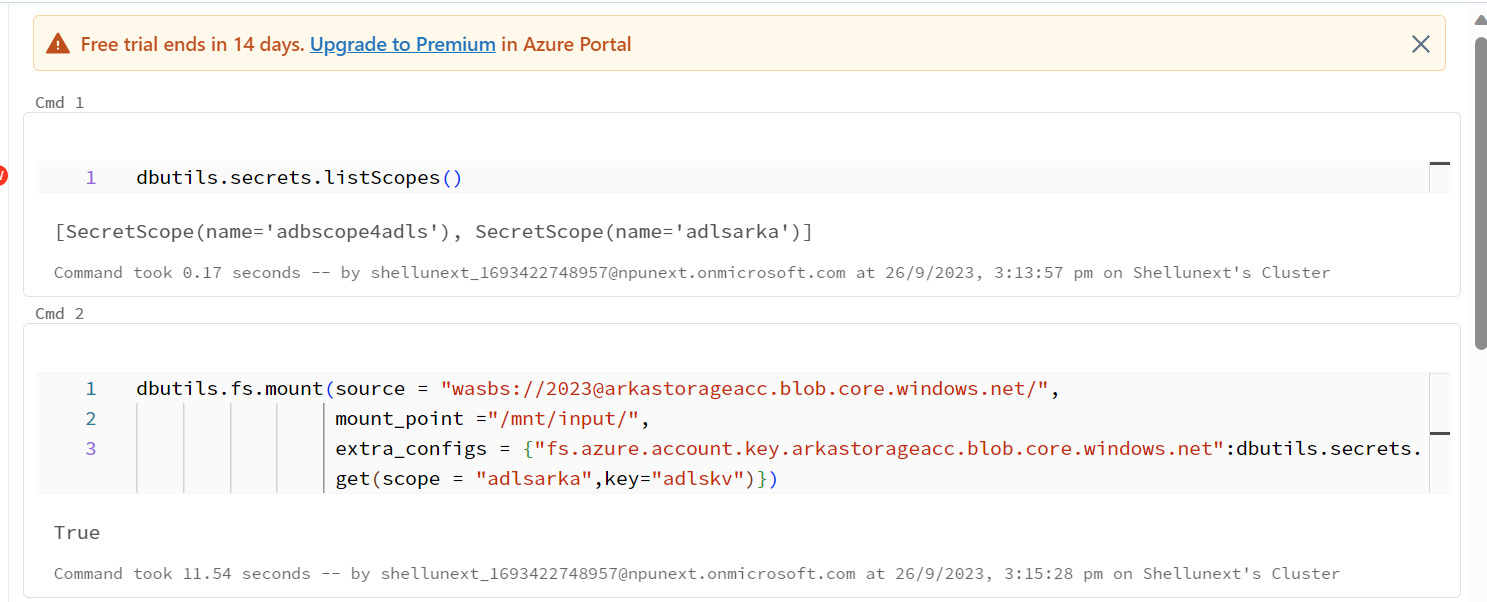 Free trial ends in 14 days. Upgrade to Premium in Azure Portal
Cmd 1
1 dbutils.secrets.listScopes()
[SecretScope(name='adbscope4adls'), SecretScope(name='adlsarka')]
Command took 0.17 seconds -- by shellunext_1693422748957@npunext.onmicrosoft.com at 26/9/2023, 3:13:57 pm on Shellunext's Cluster
Cmd 2
1 dbutils.fs.mount(source = "wasbs://2023@arkastorageacc.blob.core.windows.net/",
2 mount_point ="/mnt/input/",
3 extra_configs = {"fs.azure.account.key.arkastorageacc.blob.core.windows.net":dbutils.secrets.
get(scope = "adlsarka",key="adlskv")})
True
Command took 11.54 seconds -- by shellunext_1693422748957@npunext.onmicrosoft.com at 26/9/2023, 3:15:28 pm on Shellunext's Cluster